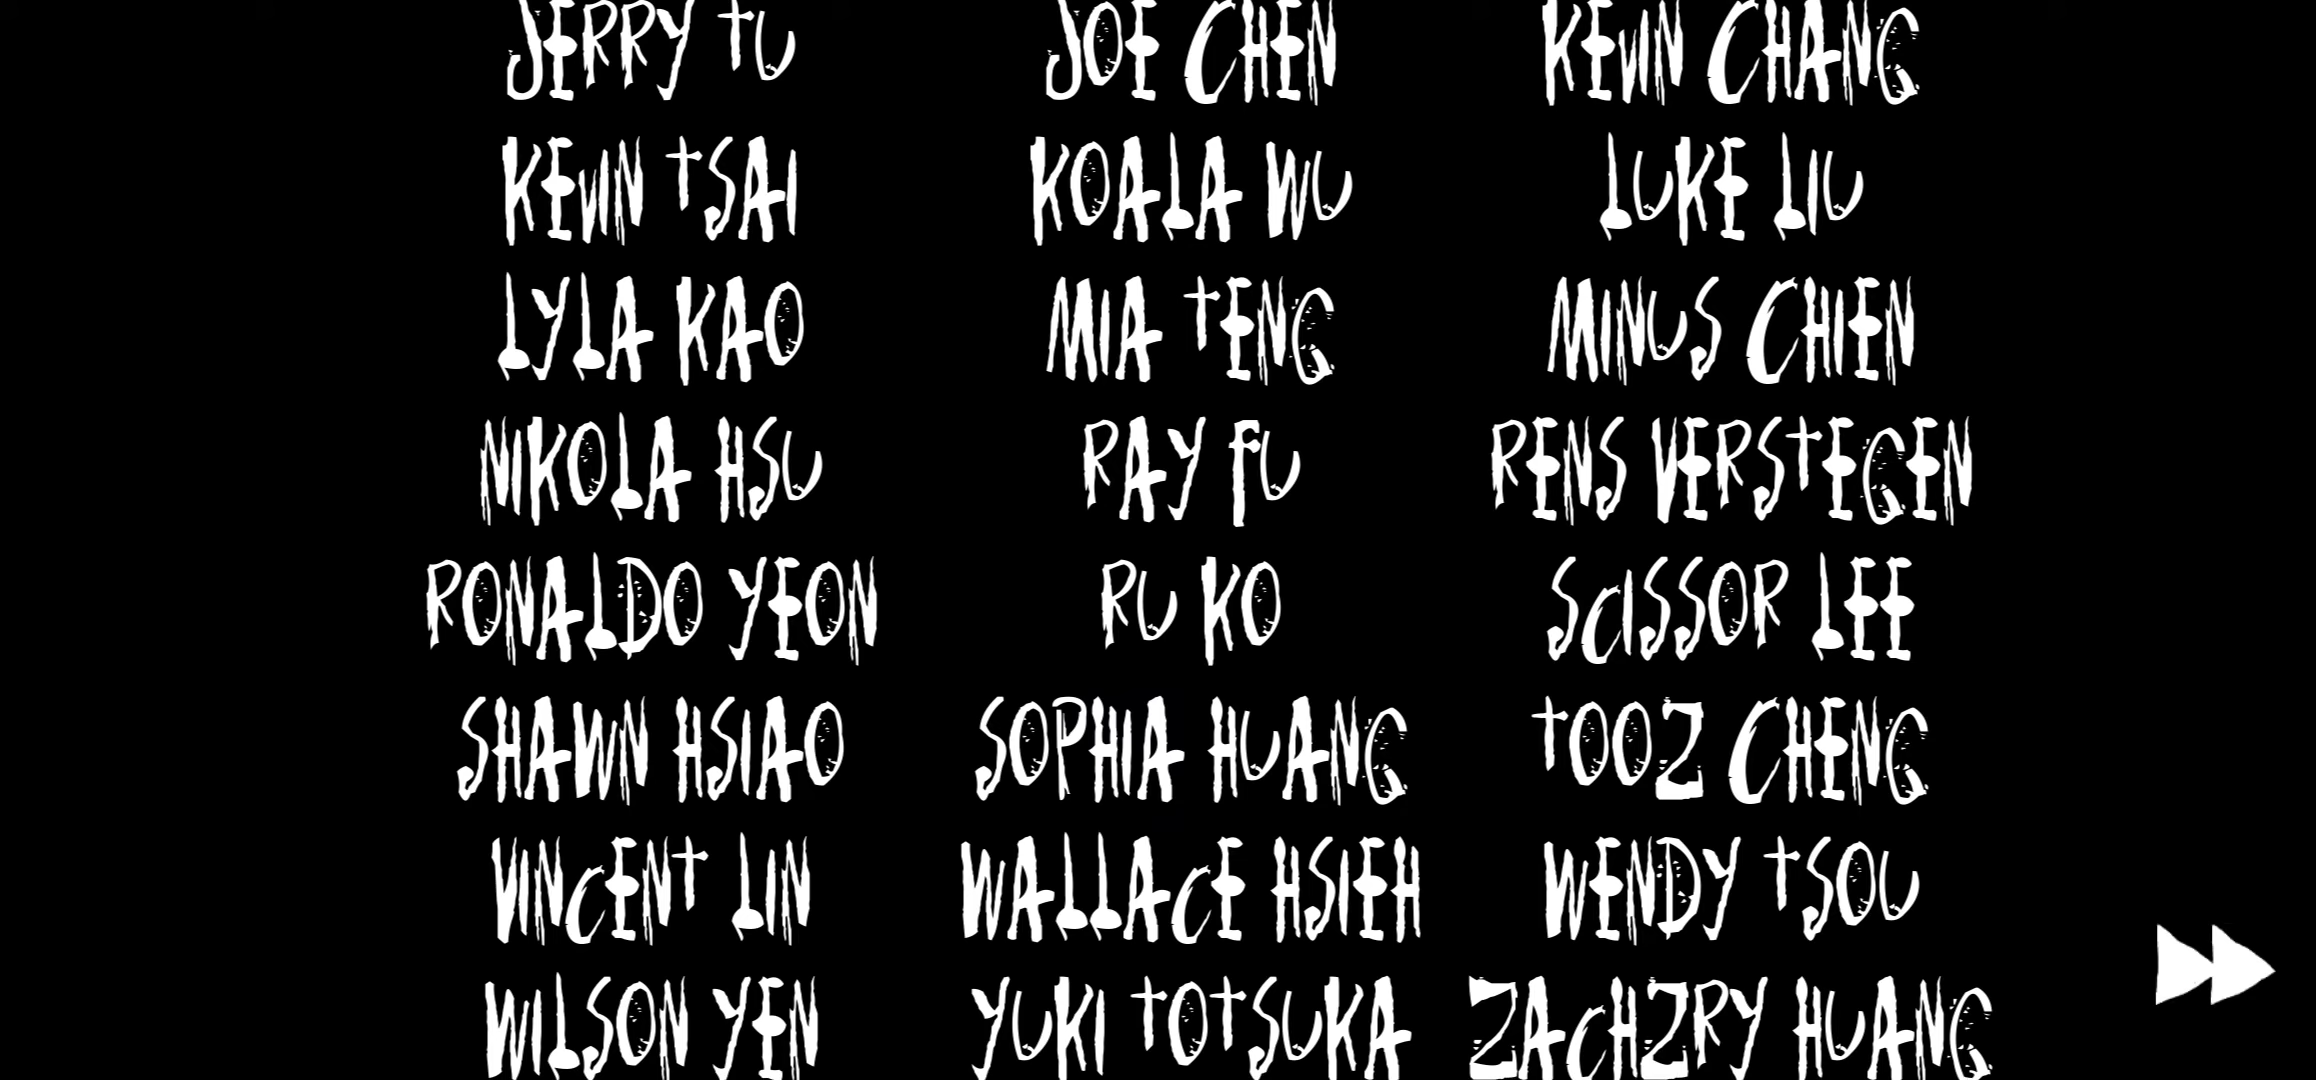 JERRY TU JOE CHEN KEVIN CHANG
KEVIN TSAI KOALA WU LUKE LIU
LYLA KAO MIA TENG MINUS CHIEN
NIKOLA HSU RAY FU RENS VERSTEGEN
RONALDO YEON RU KO SCISSOR LEE
SHAWN HSIAO SOPHIA HUANG TOOZ CHENG
VINCENT LIN WALLACE HSIEH WENDY TSOU
WILSON YEN YUKI TOTSUKA ZACHZRY HUANG